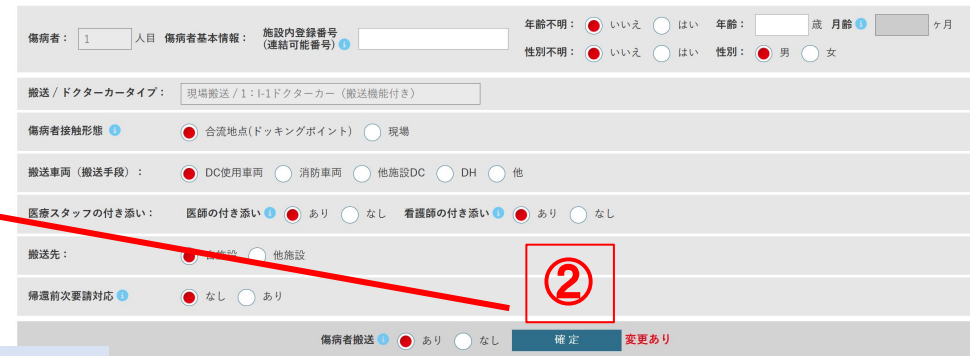 年齢不明： いいえ はい 年齢： 歳 月齢 ヶ月
傷病者： 1 人目 傷病者基本情報： 施設内登録番号
(連結可能番号)
性別不明： いいえ はい 性別： 男 女
搬送 / ドクターカータイプ： 現場搬送 / 1：I-1ドクターカー（搬送機能付き）
傷病者接触形態 合流地点(ドッキングポイント) 現場
搬送車両（搬送手段）： DC使用車両 消防車両 他施設DC DH 他
医療スタッフの付き添い： 医師の付き添い あり なし 看護師の付き添い あり なし
搬送先： 他施設
②
帰還前次要請対応 なし あり
傷病者搬送 あり なし 確定 変更あり